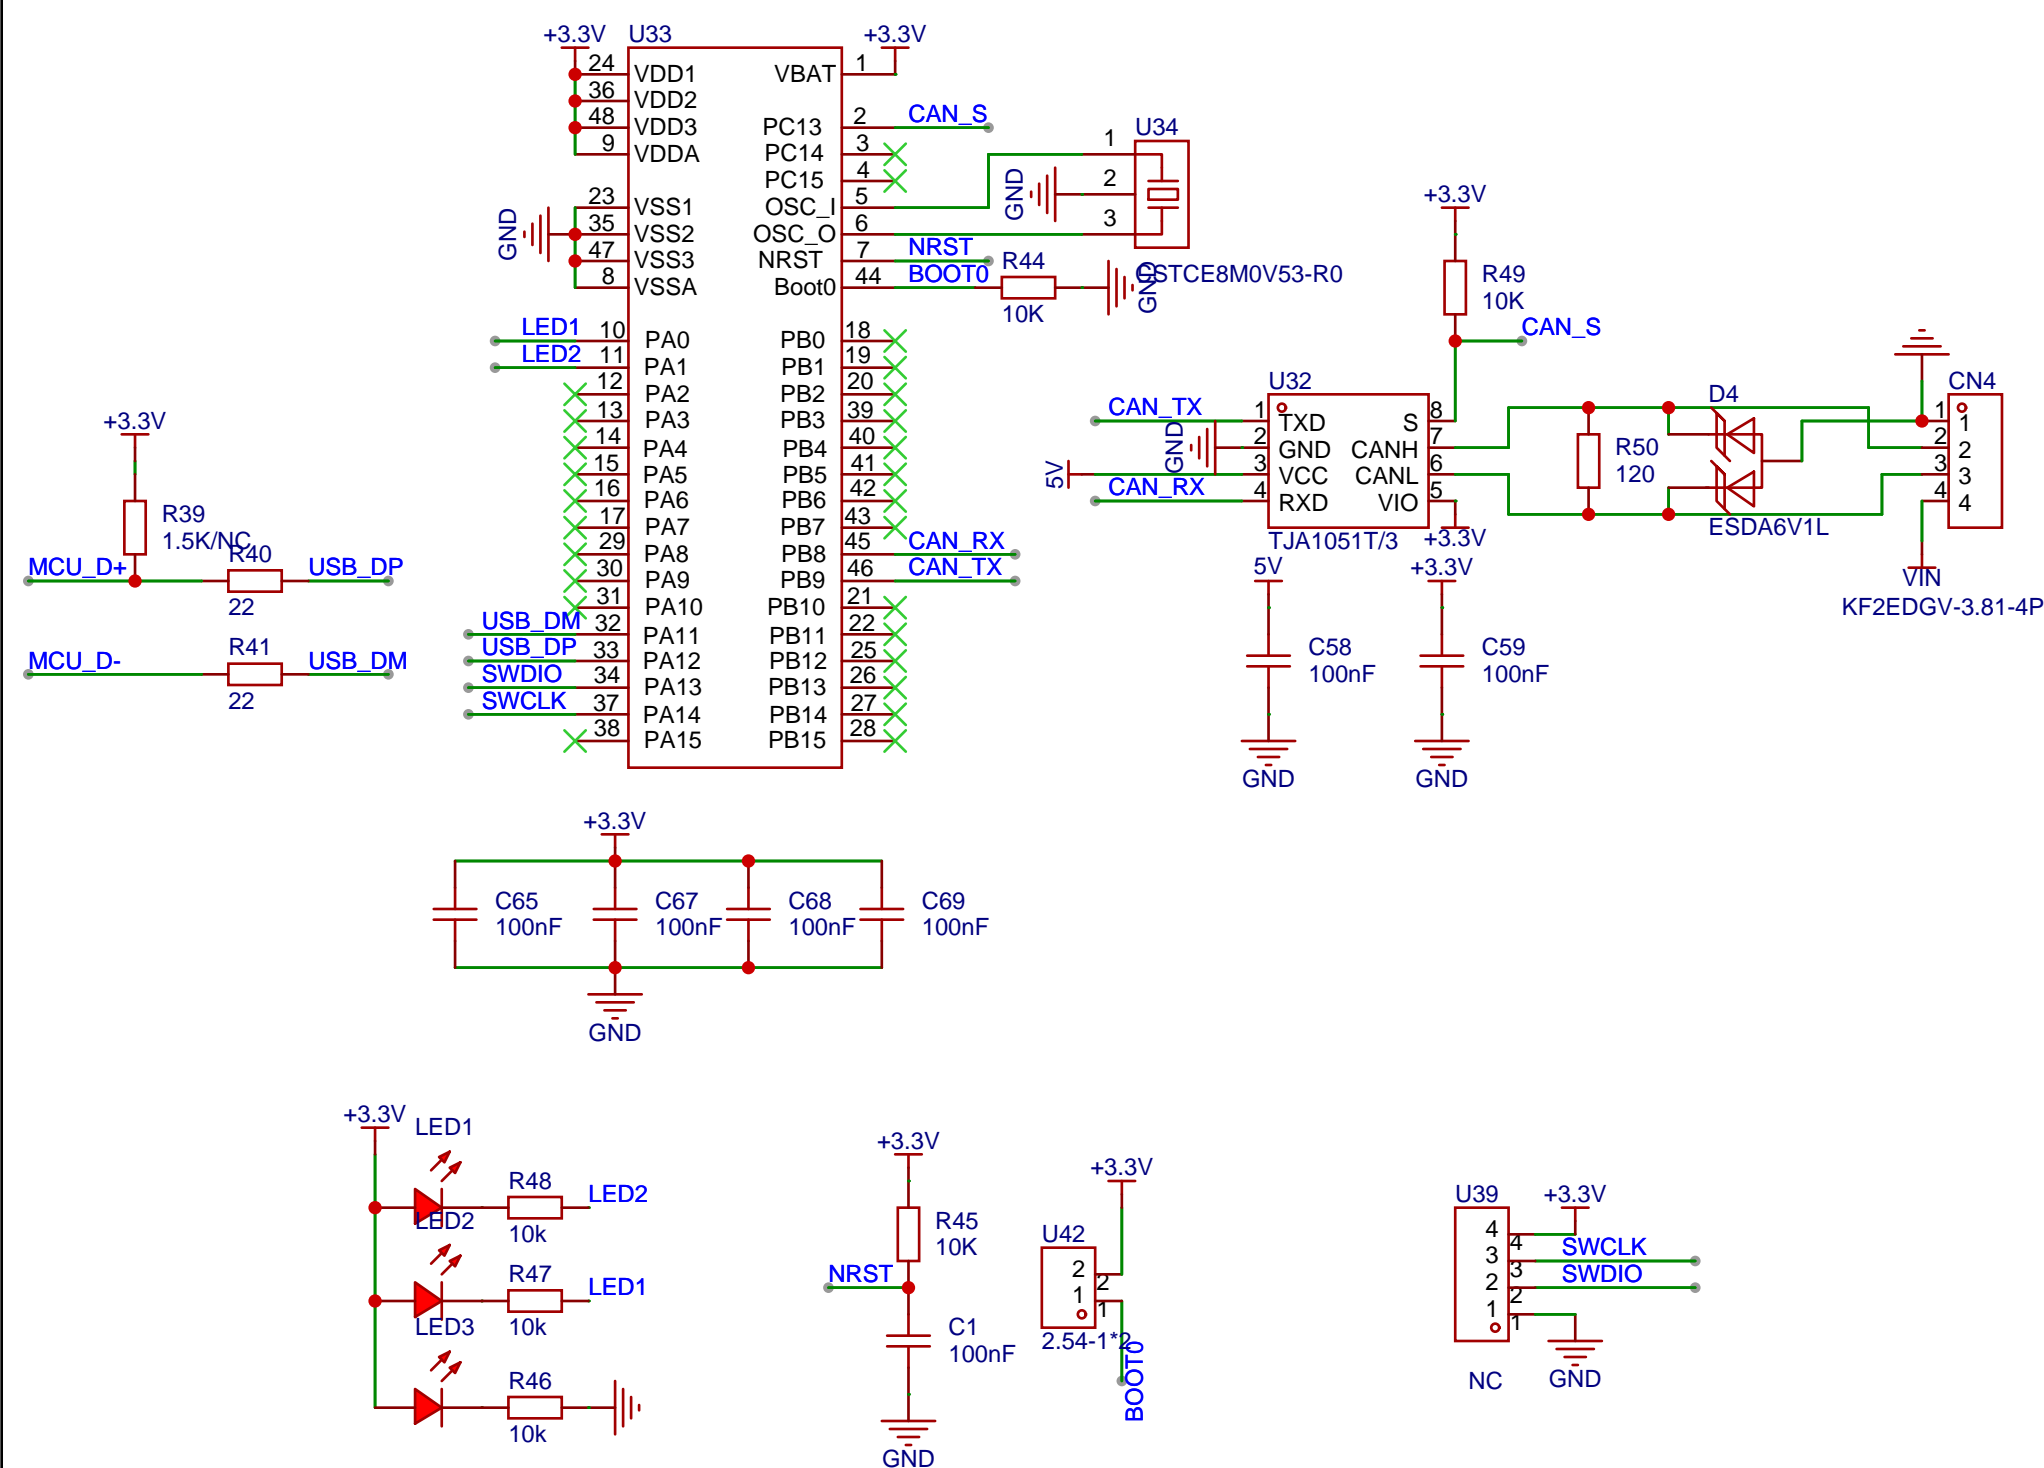 +3.3V
U33
+3.3V
24
VDD1
VBAT
1
36
VDD2
48
VDD3
PC13
2
CAN_S
9
VDDA
PC14
3
PC15
4
23
VSS1
OSC_I
5
GND
35
VSS2
OSC_O
6
47
VSS3
NRST
7
NRST
8
VSSA
Boot0
44
BOOT0
R44
10K
GND
U34
1
2
3
GND
CSTCE8M0V53-R0
LED1
10
PA0
PB0
18
LED2
11
PA1
PB1
19
12
PA2
PB2
20
13
PA3
PB3
39
14
PA4
PB4
40
15
PA5
PB5
41
16
PA6
PB6
42
17
PA7
PB7
43
29
PA8
PB8
45
CAN_RX
30
PA9
PB9
46
CAN_TX
31
PA10
PB10
21
USB_DM
32
PA11
PB11
22
USB_DP
33
PA12
PB12
25
SWDIO
34
PA13
PB13
26
SWCLK
37
PA14
PB14
27
38
PA15
PB15
28
+3.3V
R39
1.5K/NC
MCU_D+
R40
22
USB_DP
MCU_D-
R41
22
USB_DM
+3.3V
R49
10K
CAN_S
U32
CAN_TX
1
TXD
S
8
GND
2
GND
CANH
7
5V
3
VCC
CANL
6
CAN_RX
4
RXD
VIO
5
TJA1051T/3
+3.3V
R50
120
D4
ESDA6V1L
CN4
1
1
2
2
3
3
4
4
VIN
KF2EDGV-3.81-4P
5V
C58
100nF
GND
+3.3V
C59
100nF
GND
+3.3V
C65
100nF
C67
100nF
C68
100nF
C69
100nF
GND
+3.3V
LED1
R48
10k
LED2
LED2
R47
10k
LED1
LED3
R46
10k
+3.3V
R45
10K
NRST
C1
100nF
GND
+3.3V
U42
2
2
1
1
2.54-1*2
BOOT0
U39
+3.3V
4
4
3
3
SWCLK
2
2
SWDIO
1
1
NC
GND